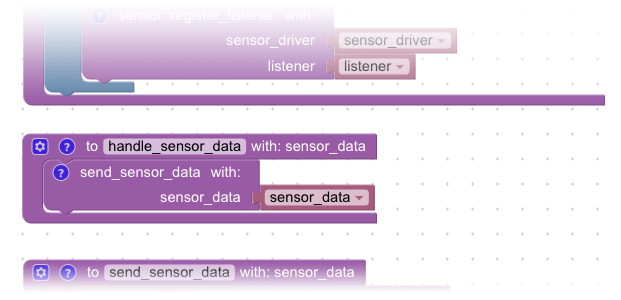 ? sensor::register_listener with:
sensor_driver sensor_driver
listener listener
? to handle_sensor_data with: sensor_data
? send_sensor_data with:
sensor_data sensor_data
? to send_sensor_data with: sensor_data